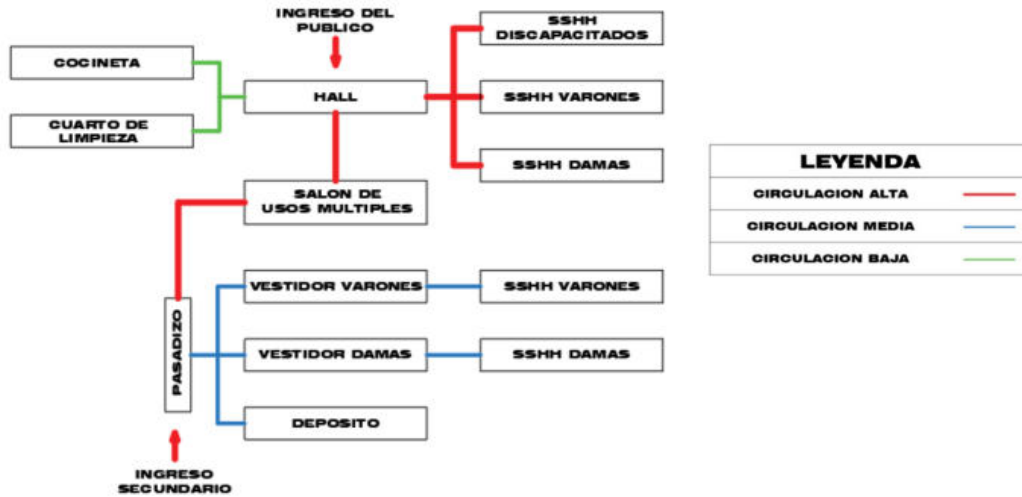 INGRESO DEL
PUBLICO
SSHH
DISCAPACITADOS
COCINETA
HALL
SSHH VARONES
CUARTO DE
LIMPIEZA
SSHH DAMAS
SALON DE
USOS MULTIPLES
LEYENDA
CIRCULACION ALTA
CIRCULACION MEDIA
CIRCULACION BAJA
VESTIDOR VARONES
SSHH VARONES
PASADIZO
VESTIDOR DAMAS
SSHH DAMAS
DEPOSITO
INGRESO
SECUNDARIO